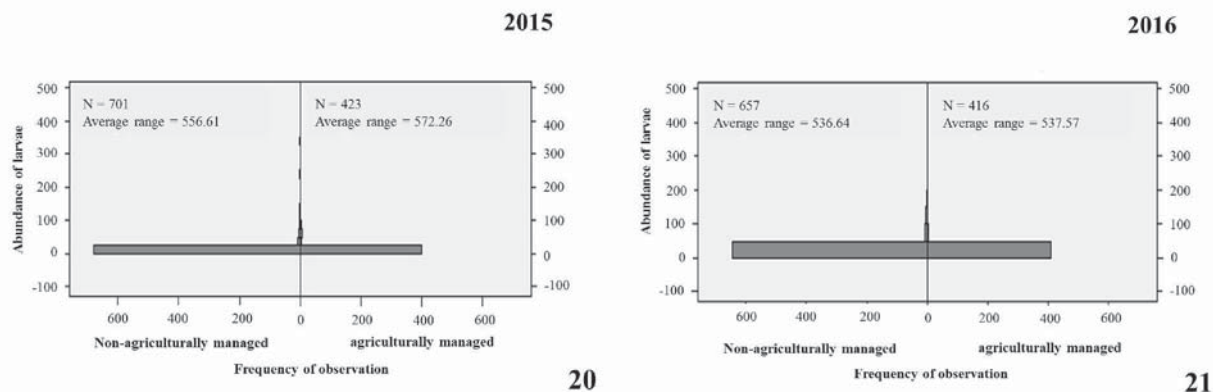 2015
500
400
300
200
100
0
-100
Abundance of larvae
N = 701
Average range = 556.61
N = 423
Average range = 572.26
500
400
300
200
100
0
-100
600 400 200 0 200 400 600
Non-agriculturally managed agriculturally managed
Frequency of observation
20
2016
500
400
300
200
100
0
-100
Abundance of larvae
N = 657
Average range = 536.64
N = 416
Average range = 537.57
500
400
300
200
100
0
-100
600 400 200 0 200 400 600
Non-agriculturally managed agriculturally managed
Frequency of observation
21